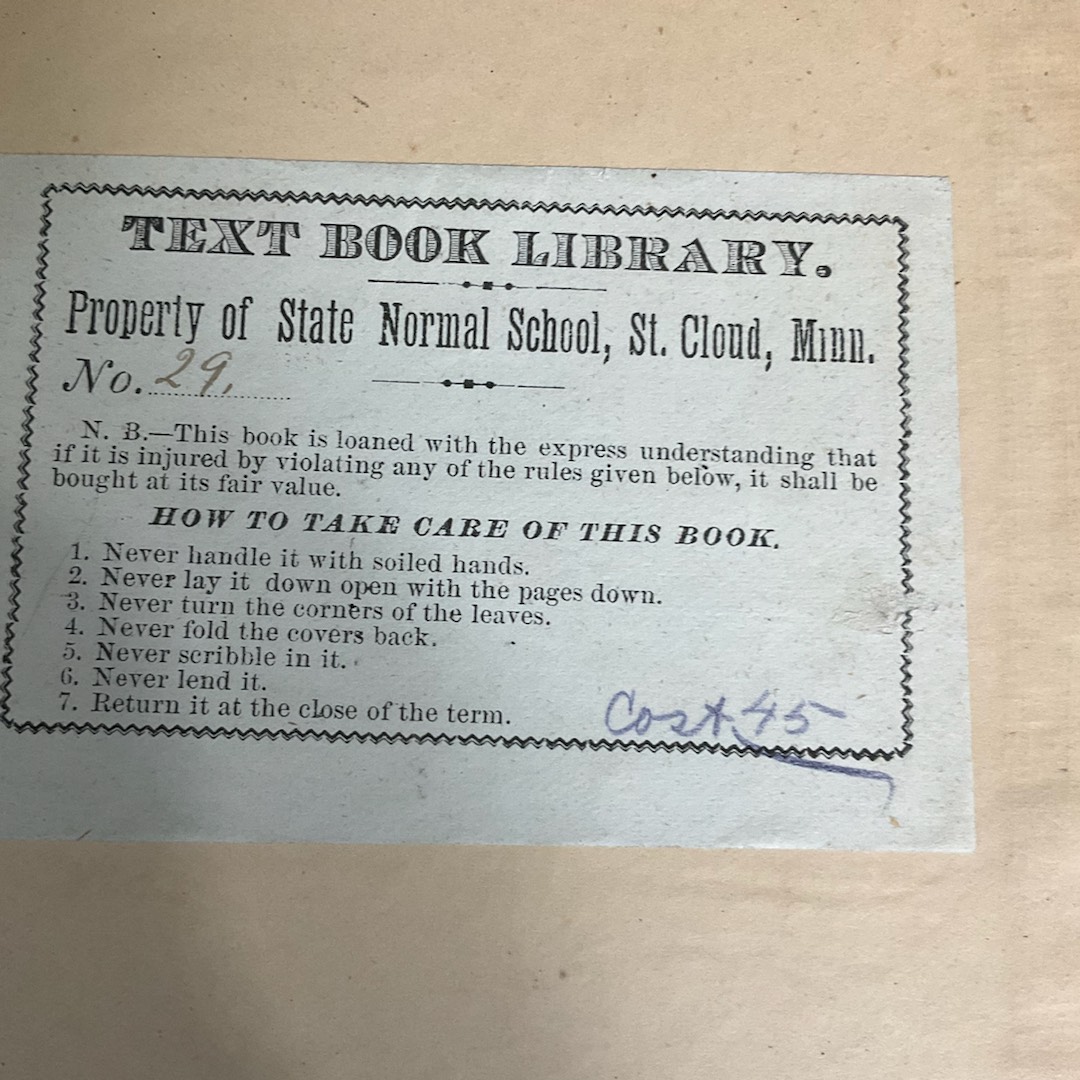 TEXT BOOK LIBRARY.
Property of State Normal School, St. Cloud, Minn.
No. 29.
N. B.—This book is loaned with the express understanding that
if it is injured by violating any of the rules given below, it shall be
bought at its fair value.
HOW TO TAKE CARE OF THIS BOOK.
1. Never handle it with soiled hands.
2. Never lay it down open with the pages down.
3. Never turn the corners of the leaves.
4. Never fold the covers back.
5. Never scribble in it.
6. Never lend it.
7. Return it at the close of the term.
Cost 45